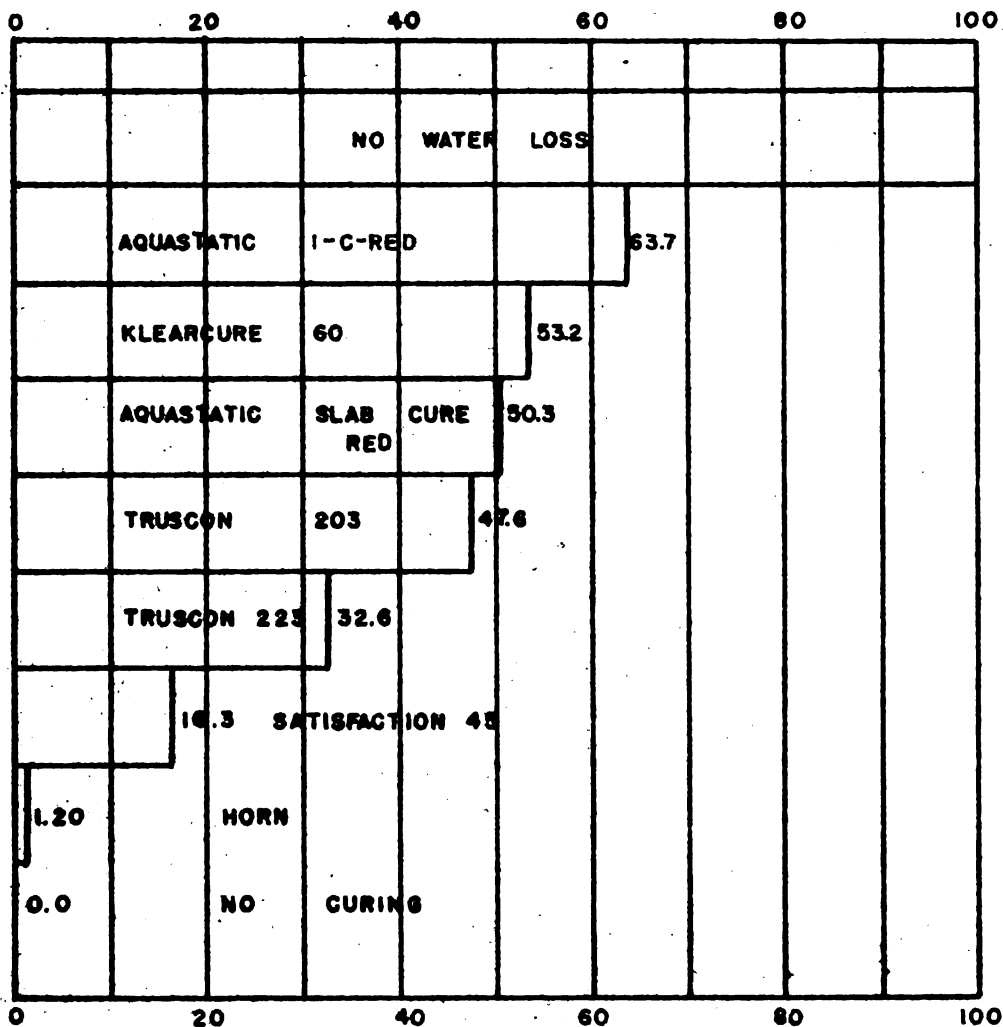 0 20 40 60 80 100
NO WATER LOSS
AQUASTATIC 1-C-RED 63.7
KLEARCURE 60 53.2
AQUASTATIC SLAB CURE 50.3
RED
TRUSCON 203 47.6
TRUSCON 223 32.6
16.3 SATISFACTION 45
1.20 HORN
0.0 NO CURING
0 20 40 60 80 100